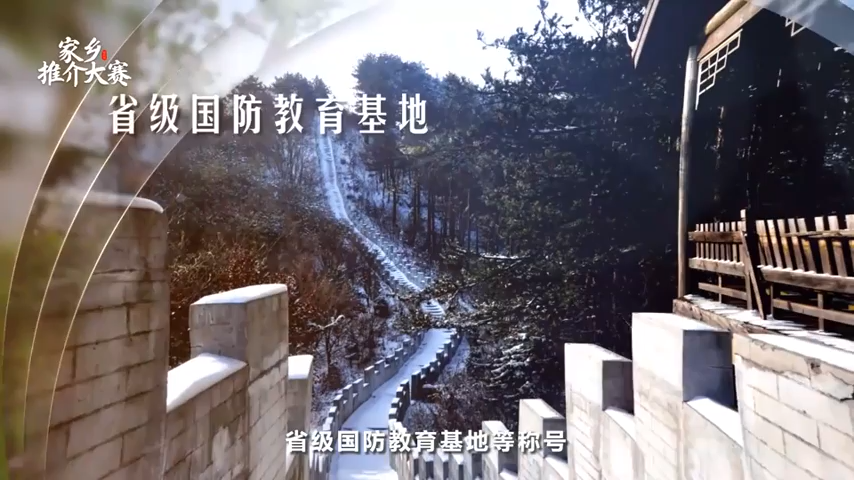 家乡
推介大赛
省级国防教育基地
省级国防教育基地等称号